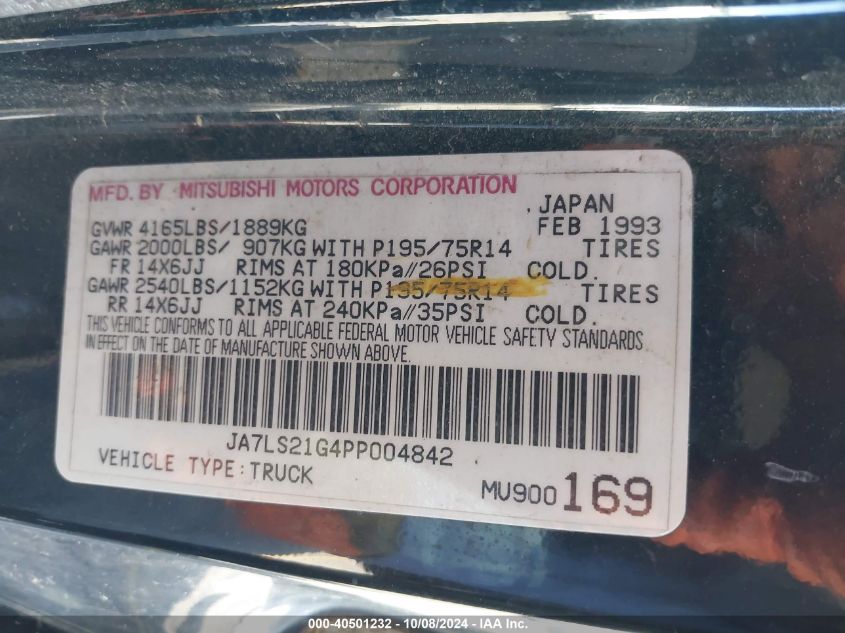 MFD. BY MITSUBISHI MOTORS CORPORATION
. JAPAN
GVWR 4165LBS/1889KG FEB 1993
GAWR 2000LBS/ 907KG WITH P195/75R14 TIRES
FR 14X6JJ RIMS AT 180KPa//26PSI COLD.
GAWR 2540LBS/1152KG WITH P195/75R14 TIRES
RR 14X6JJ RIMS AT 240KPa//35PSI COLD.
THIS VEHICLE CONFORMS TO ALL APPLICABLE FEDERAL MOTOR VEHICLE SAFETY STANDARDS
IN EFFECT ON THE DATE OF MANUFACTURE SHOWN ABOVE.
JA7LS21G4PP004842
VEHICLE TYPE:TRUCK
MU900 169
000-40501232 - 10/08/2024 - IAA Inc.